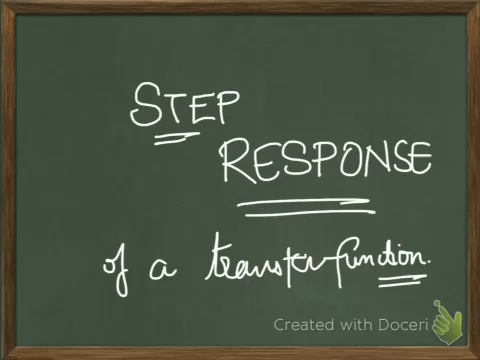 STEP
RESPONSE
of a transfer function.
Created with Doceri